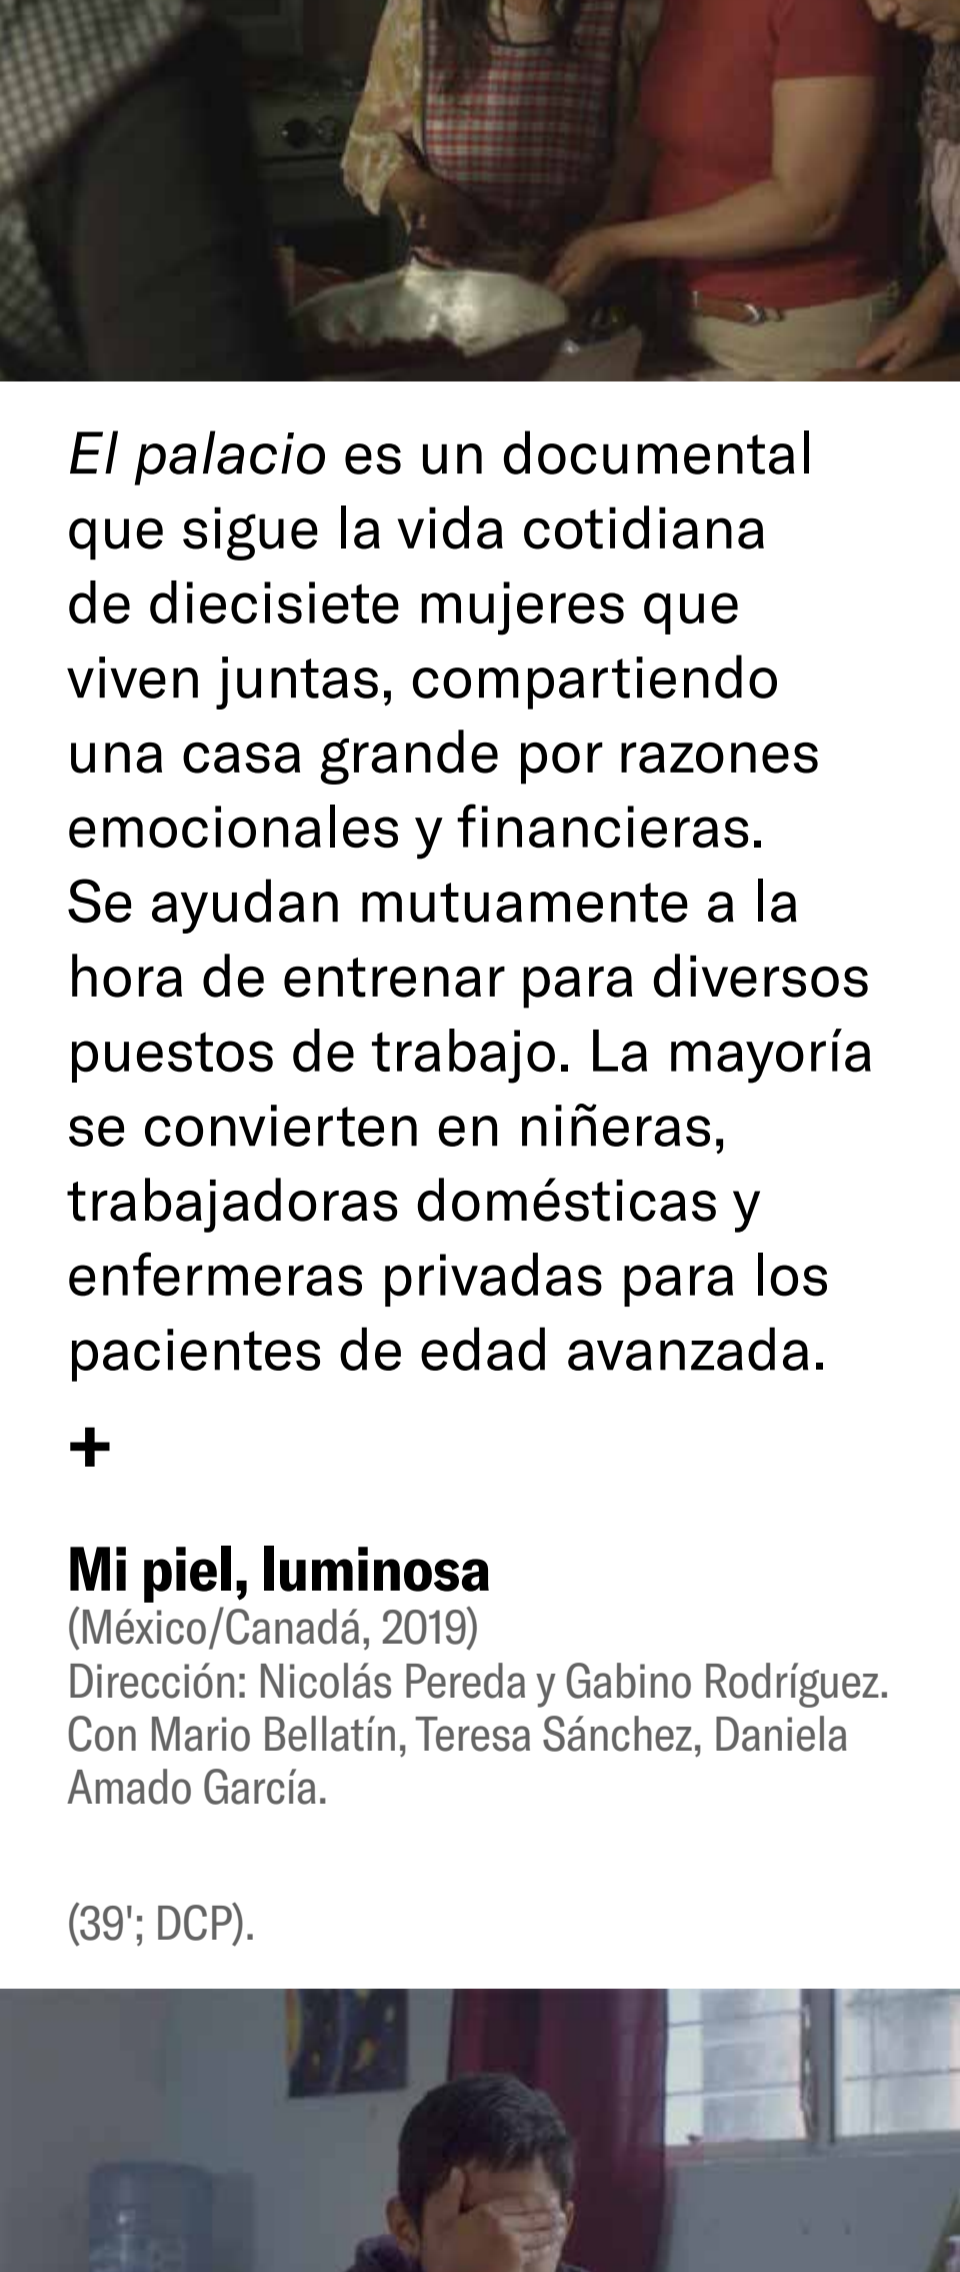 El palacio es un documental
que sigue la vida cotidiana
de diecisiete mujeres que
viven juntas, compartiendo
una casa grande por razones
emocionales y financieras.
Se ayudan mutuamente a la
hora de entrenar para diversos
puestos de trabajo. La mayoría
se convierten en niñeras,
trabajadoras domésticas y
enfermeras privadas para los
pacientes de edad avanzada.
+
Mi piel, luminosa
(México/Canadá, 2019)
Dirección: Nicolás Pereda y Gabino Rodríguez.
Con Mario Bellatín, Teresa Sánchez, Daniela
Amado García.
(39'; DCP).